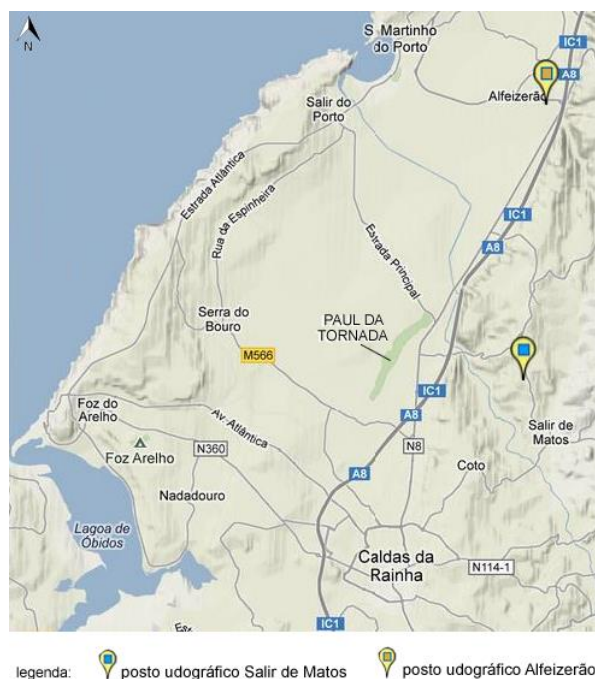 N
S. Martinho
do Porto
IC1
A8
Alfeizerão
Salir do
Porto
Estrada Atlântica
Rua da Espinheira
IC1
Estrada Principal
A8
Serra do
Bouro
PAUL DA
TORNADA
M566
IC1
Foz do
Arelho
Av Atlântica
A8
Salir de
Matos
N360
N8
Foz Arelho
Coto
A8
Nadadouro
Lagoa de
Óbidos
Caldas da
Rainha
N114-1
IC1
legenda: posto udográfico Salir de Matos posto udográfico Alfeizerão